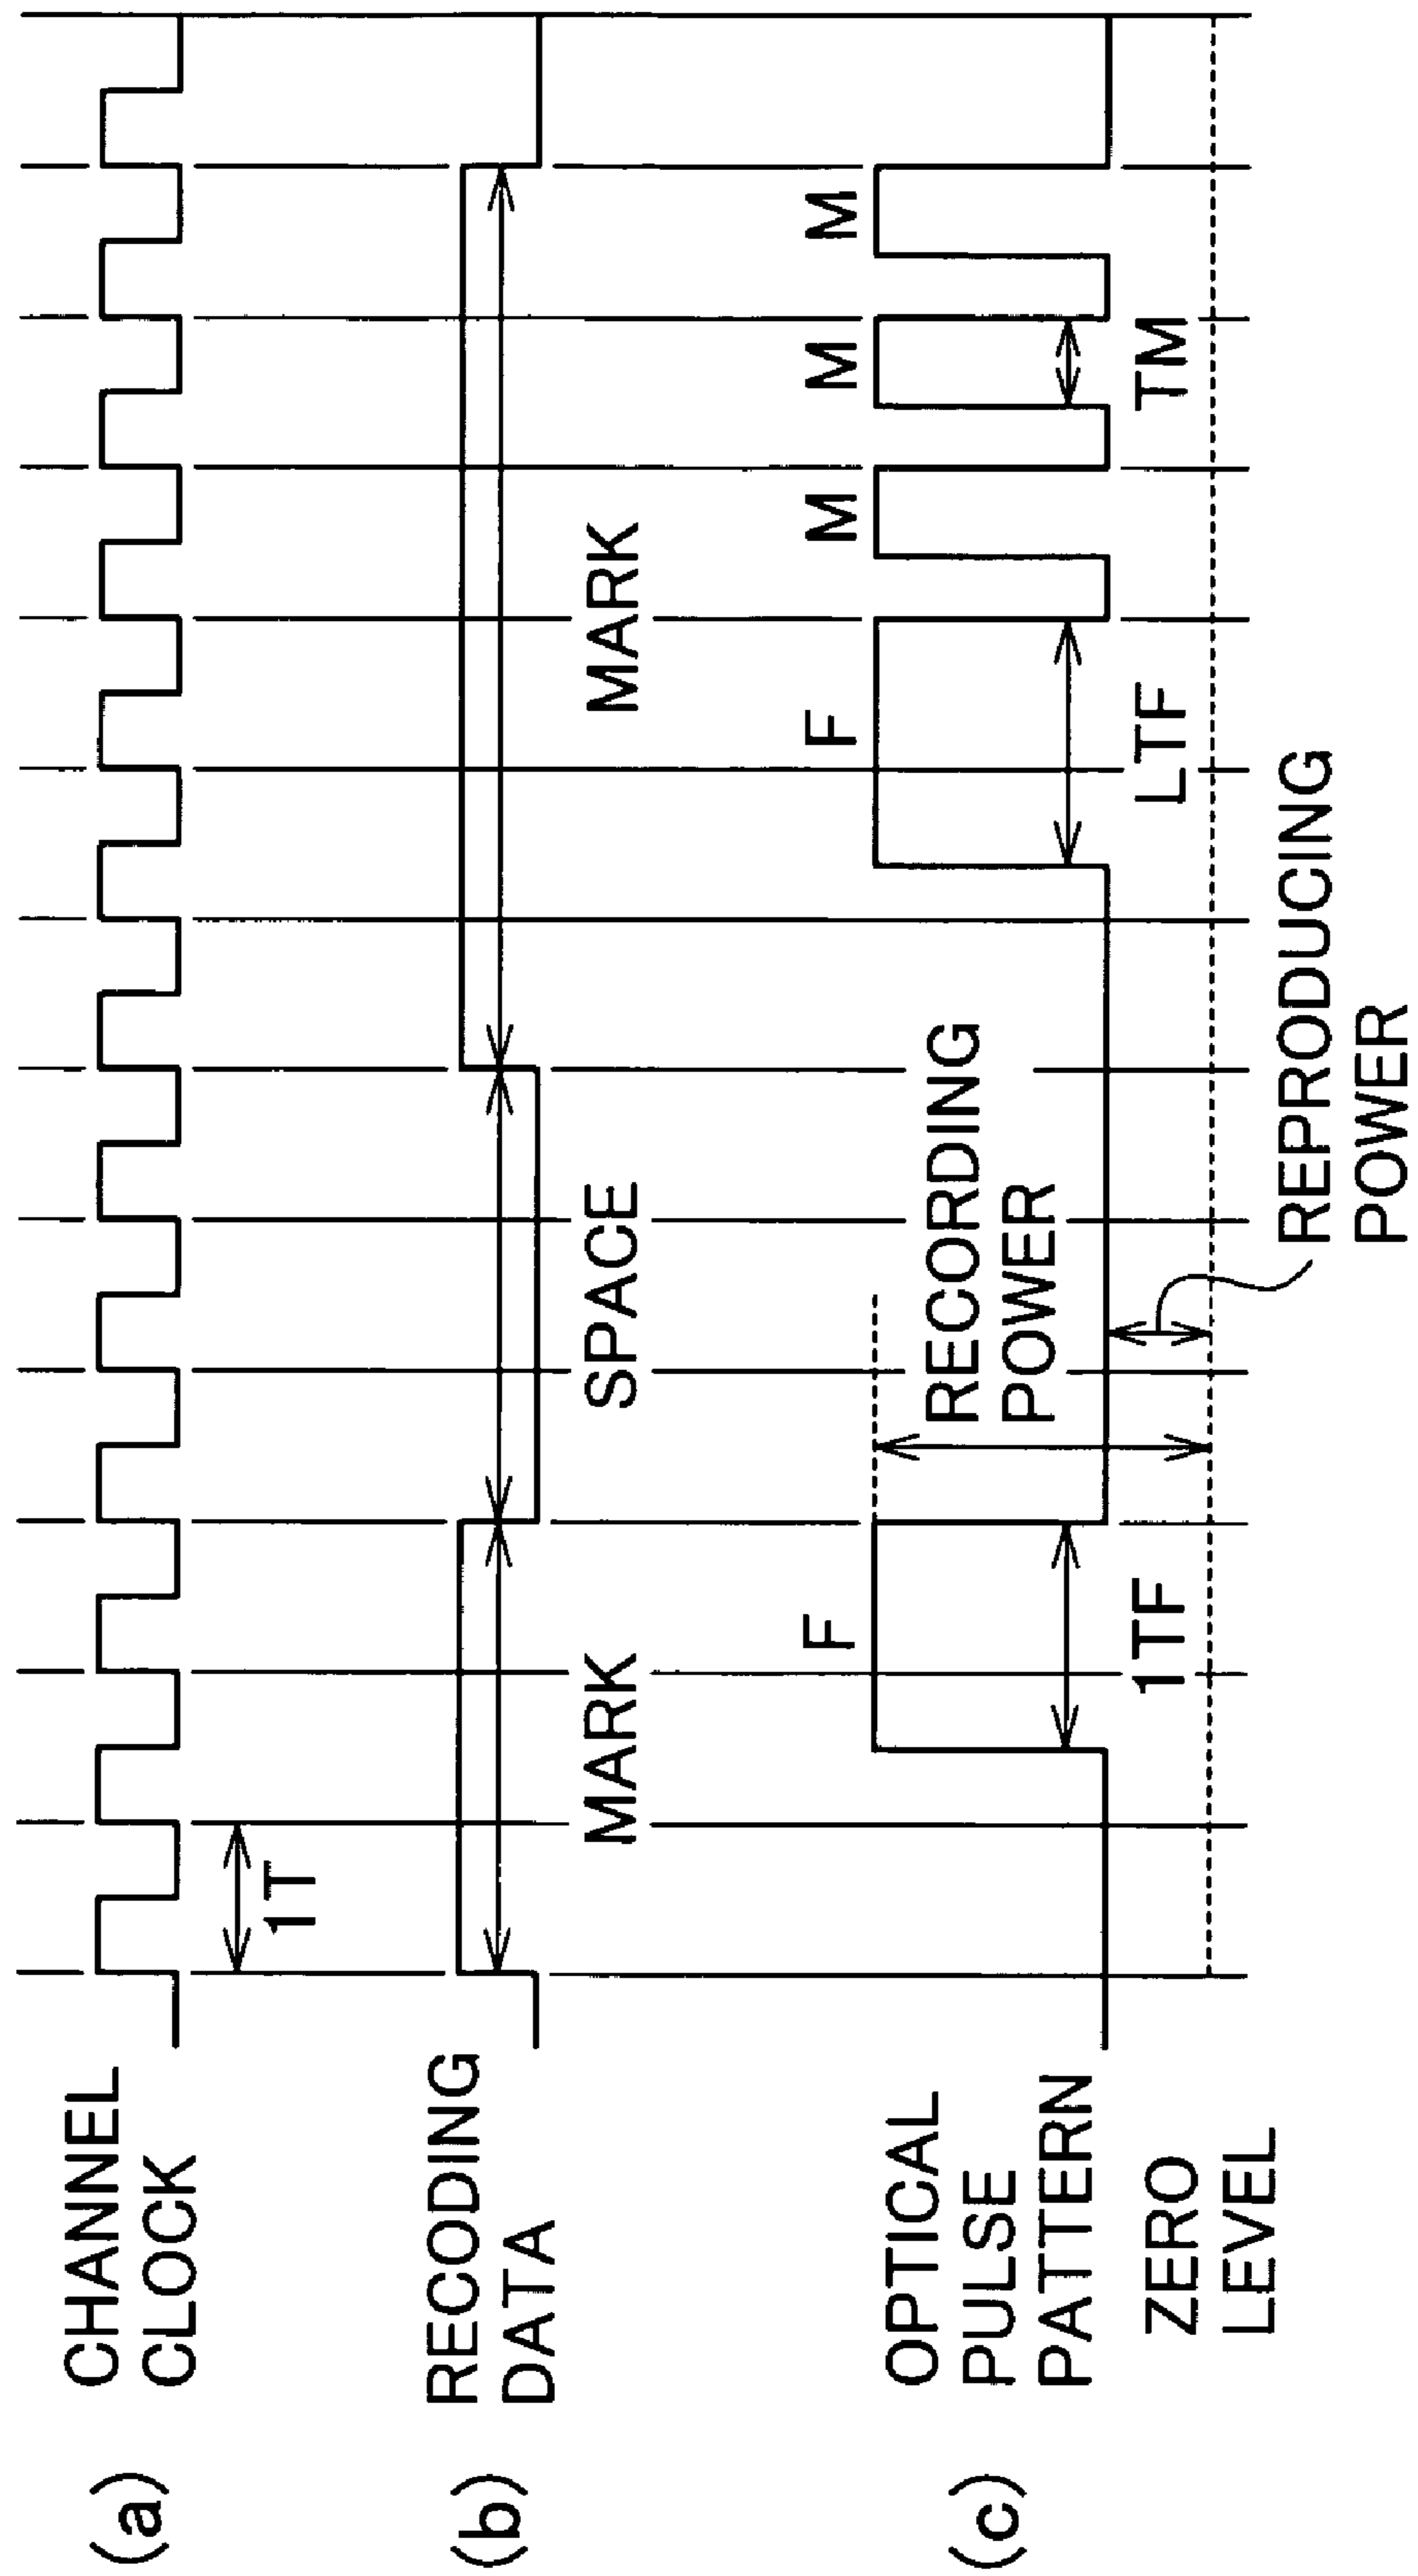 (a) CHANNEL
CLOCK
1T
(b) RECODING
DATA
MARK
SPACE
MARK
(c) OPTICAL
PULSE
PATTERN
F
RECORDING
POWER
F
M
M
M
1TF
LTF
TM
ZERO
LEVEL
REPRODUCING
POWER